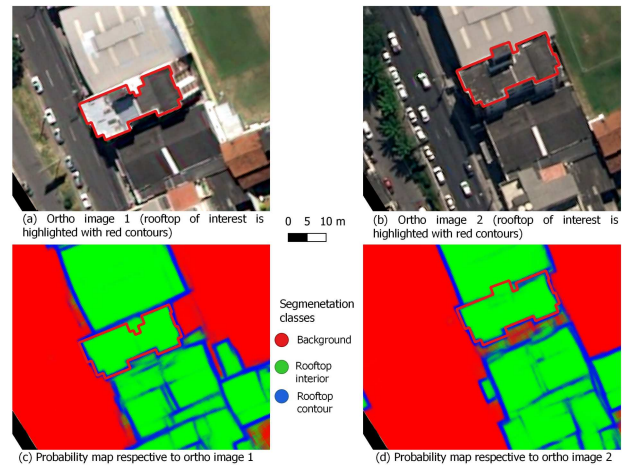 (a) Ortho image 1 (rooftop of interest is
highlighted with red contours)
(b) Ortho image 2 (rooftop of interest is
highlighted with red contours)
0 5 10 m
Segmenetation
classes
Background
Rooftop
interior
Rooftop
contour
(c) Probability map respective to ortho image 1
(d) Probability map respective to ortho image 2